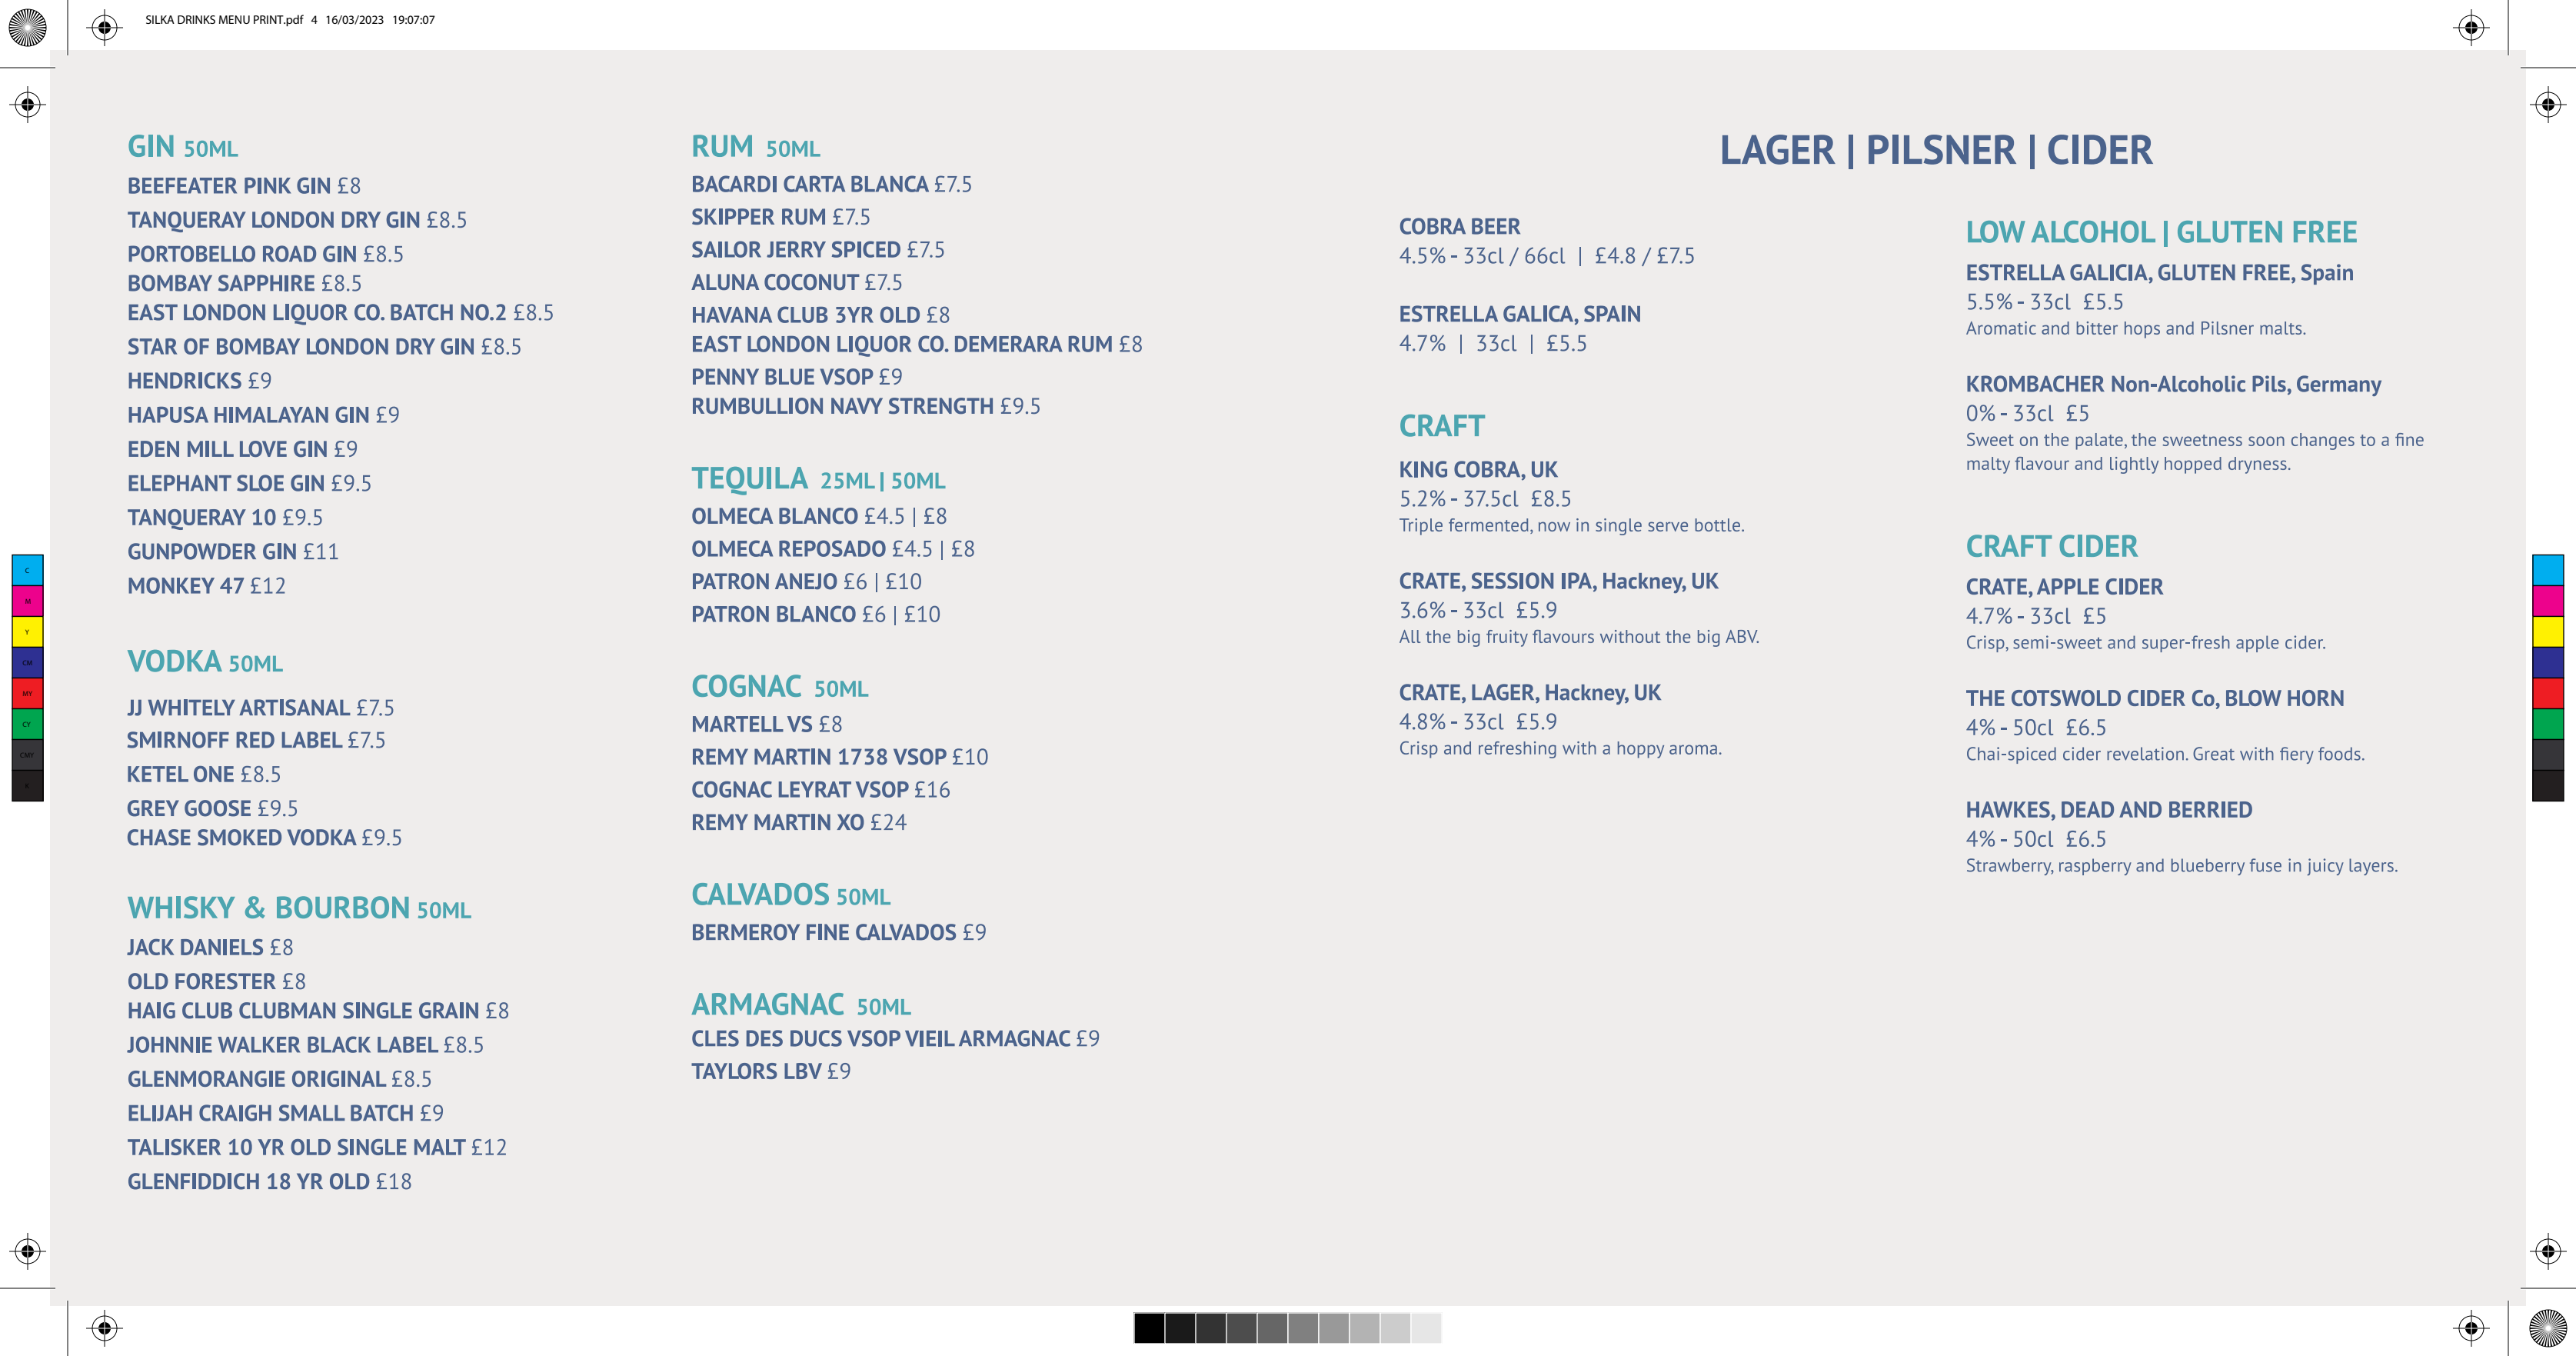 SILKA DRINKS MENU PRINT.pdf 4 16/03/2023 19:07:07
GIN 50ML
BEEFEATER PINK GIN £8
TANQUERAY LONDON DRY GIN £8.5
PORTOBELLO ROAD GIN £8.5
BOMBAY SAPPHIRE £8.5
EAST LONDON LIQUOR CO. BATCH NO.2 £8.5
STAR OF BOMBAY LONDON DRY GIN £8.5
HENDRICKS £9
HAPUSA HIMALAYAN GIN £9
EDEN MILL LOVE GIN £9
ELEPHANT SLOE GIN £9.5
TANQUERAY 10 £9.5
GUNPOWDER GIN £11
MONKEY 47 £12
VODKA 50ML
JJ WHITELY ARTISANAL £7.5
SMIRNOFF RED LABEL £7.5
KETEL ONE £8.5
GREY GOOSE £9.5
CHASE SMOKED VODKA £9.5
WHISKY & BOURBON 50ML
JACK DANIELS £8
OLD FORESTER £8
HAIG CLUB CLUBMAN SINGLE GRAIN £8
JOHNNIE WALKER BLACK LABEL £8.5
GLENMORANGIE ORIGINAL £8.5
ELIJAH CRAIGH SMALL BATCH £9
TALISKER 10 YR OLD SINGLE MALT £12
GLENFIDDICH 18 YR OLD £18
RUM 50ML
BACARDI CARTA BLANCA £7.5
SKIPPER RUM £7.5
SAILOR JERRY SPICED £7.5
ALUNA COCONUT £7.5
HAVANA CLUB 3YR OLD £8
EAST LONDON LIQUOR CO. DEMERARA RUM £8
PENNY BLUE VSOP £9
RUMBULLION NAVY STRENGTH £9.5
TEQUILA 25ML | 50ML
OLMECA BLANCO £4.5 | £8
OLMECA REPOSADO £4.5 | £8
PATRON ANEJO £6 | £10
PATRON BLANCO £6 | £10
COGNAC 50ML
MARTELL VS £8
REMY MARTIN 1738 VSOP £10
COGNAC LEYRAT VSOP £16
REMY MARTIN XO £24
CALVADOS 50ML
BERMEROY FINE CALVADOS £9
ARMAGNAC 50ML
CLES DES DUCS VSOP VIEIL ARMAGNAC £9
TAYLORS LBV £9
LAGER | PILSNER | CIDER
COBRA BEER
4.5% - 33cl / 66cl | £4.8 / £7.5
ESTRELLA GALICA, SPAIN
4.7% | 33cl | £5.5
CRAFT
KING COBRA, UK
5.2% - 37.5cl £8.5
Triple fermented, now in single serve bottle.
CRATE, SESSION IPA, Hackney, UK
3.6% - 33cl £5.9
All the big fruity flavours without the big ABV.
CRATE, LAGER, Hackney, UK
4.8% - 33cl £5.9
Crisp and refreshing with a hoppy aroma.
LOW ALCOHOL | GLUTEN FREE
ESTRELLA GALICIA, GLUTEN FREE, Spain
5.5% - 33cl £5.5
Aromatic and bitter hops and Pilsner malts.
KROMBACHER Non-Alcoholic Pils, Germany
0% - 33cl £5
Sweet on the palate, the sweetness soon changes to a fine
malty flavour and lightly hopped dryness.
CRAFT CIDER
CRATE, APPLE CIDER
4.7% - 33cl £5
Crisp, semi-sweet and super-fresh apple cider.
THE COTSWOLD CIDER Co, BLOW HORN
4% - 50cl £6.5
Chai-spiced cider revelation. Great with fiery foods.
HAWKES, DEAD AND BERRIED
4% - 50cl £6.5
Strawberry, raspberry and blueberry fuse in juicy layers.
C
M
Y
CM
MY
CY
CMY
K